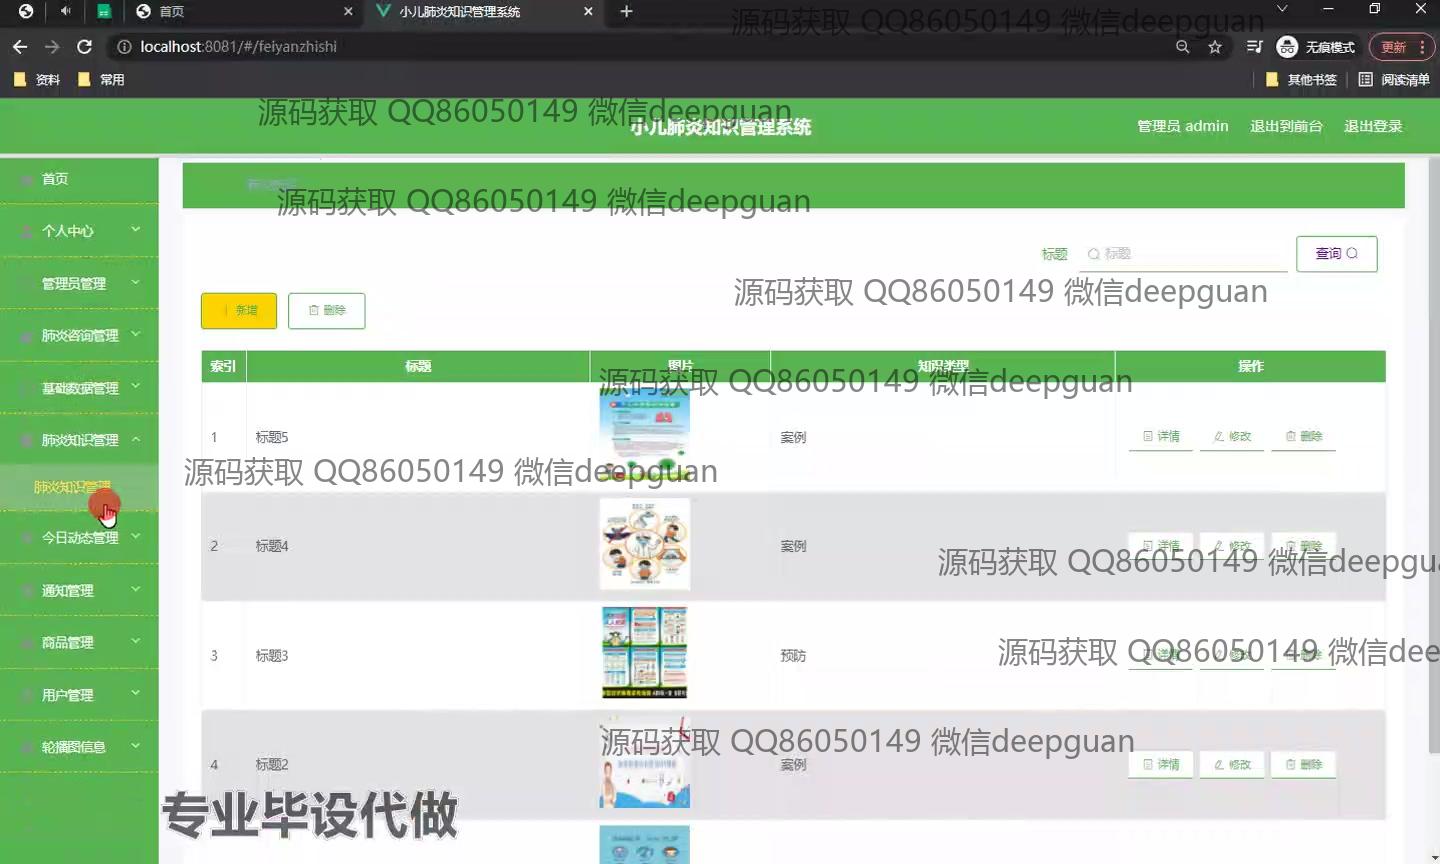 首页
小儿肺炎知识管理系统
源码获取 QQ86050149 微信deepguan
localhost:8081/#/feiyanzhishi
无痕模式
更新
资料
常用
其他书签
阅读清单
源码获取 QQ86050149 微信deepguan
小儿肺炎知识管理系统
管理员 admin
退出到前台
退出登录
首页
源码获取 QQ86050149 微信deepguan
个人中心
标题
标题
查询
管理员管理
源码获取 QQ86050149 微信deepguan
新增
删除
肺炎咨询管理
索引
标题
图片
知识类型
操作
源码获取 QQ86050149 微信deepguan
基础数据管理
1
标题5
案例
详情
修改
删除
肺炎知识管理
源码获取 QQ86050149 微信deepguan
肺炎知识管理
今日动态管理
2
标题4
案例
详情
修改
删除
源码获取 QQ86050149 微信deepgu
通知管理
商品管理
3
标题3
预防
详情
修改
删除
源码获取 QQ86050149 微信dee
用户管理
轮播图信息
源码获取 QQ86050149 微信deepguan
4
标题2
案例
详情
修改
删除
专业毕设代做